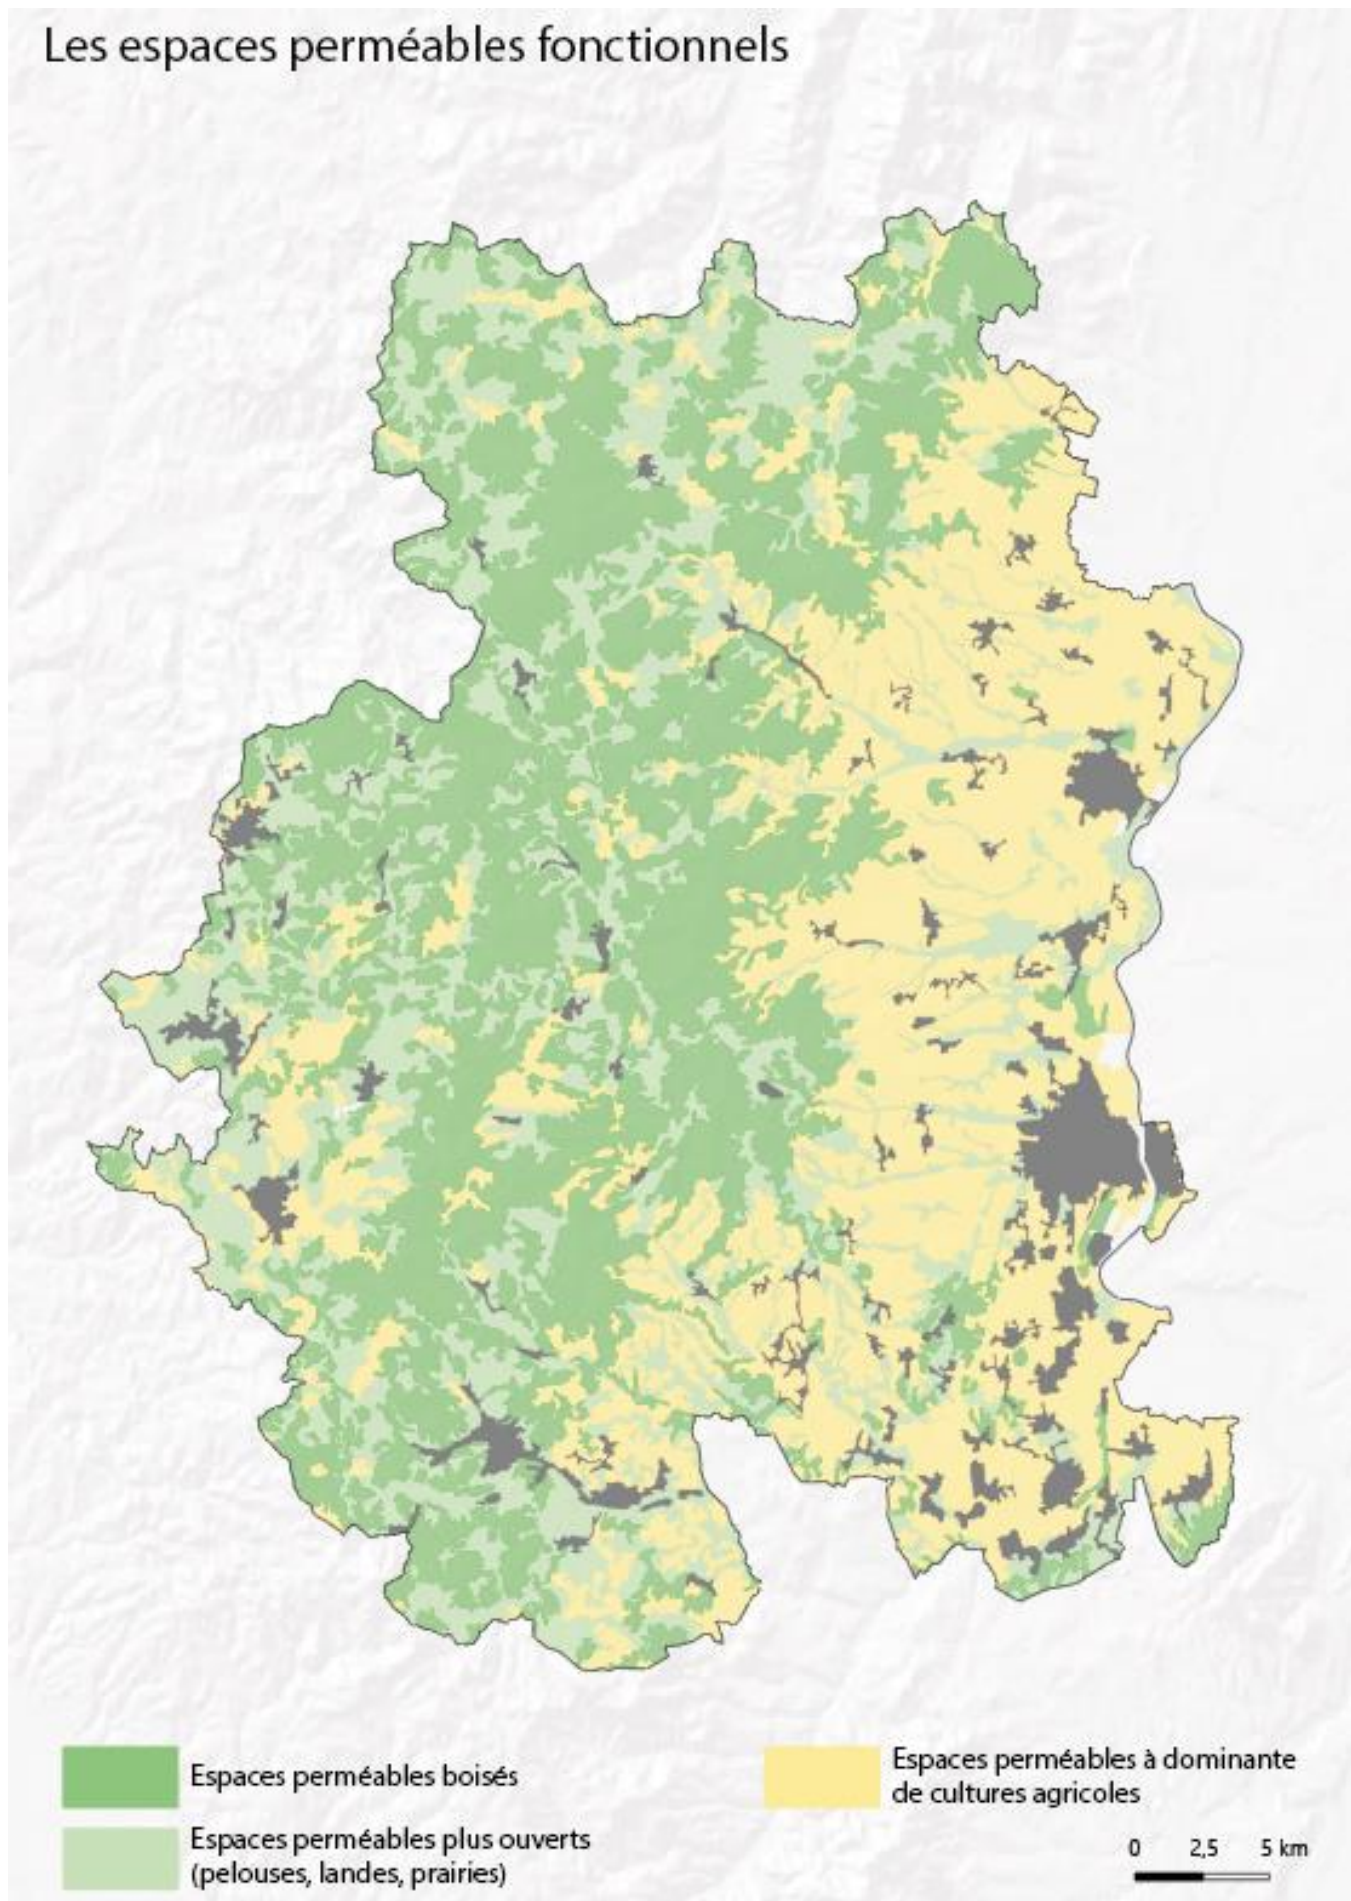 Les espaces perméables fonctionnels
Espaces perméables boisés
Espaces perméables plus ouverts
(pelouses, landes, prairies)
Espaces perméables à dominante
de cultures agricoles
0 2,5 5 km